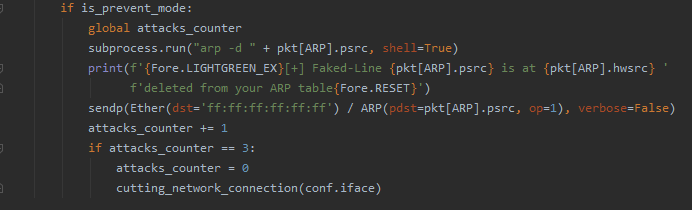 if is_prevent_mode:
global attacks_counter
subprocess.run("arp -d " + pkt[ARP].psrc, shell=True)
print(f'{Fore.LIGHTGREEN_EX}[+] Faked-Line {pkt[ARP].psrc} is at {pkt[ARP].hwsrc} '
f'deleted from your ARP table{Fore.RESET}')
sendp(Ether(dst='ff:ff:ff:ff:ff:ff') / ARP(pdst=pkt[ARP].psrc, op=1), verbose=False)
attacks_counter += 1
if attacks_counter == 3:
attacks_counter = 0
cutting_network_connection(conf.iface)